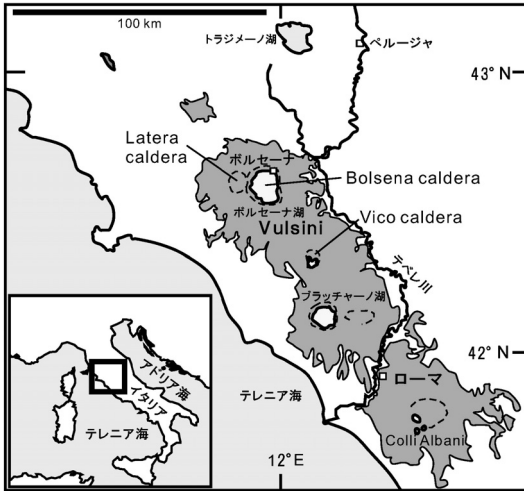 100 km
トラジメーノ湖
ペルージャ
43° N
Latera
caldera
ボルセーナ
Bolsena caldera
ボルセーナ湖
Vulsini
Vico caldera
テベレ川
ブラッチャーノ湖
42° N
ローマ
アドリア海
イタリア
テレニア海
テレニア海
Colli Albani
12° E